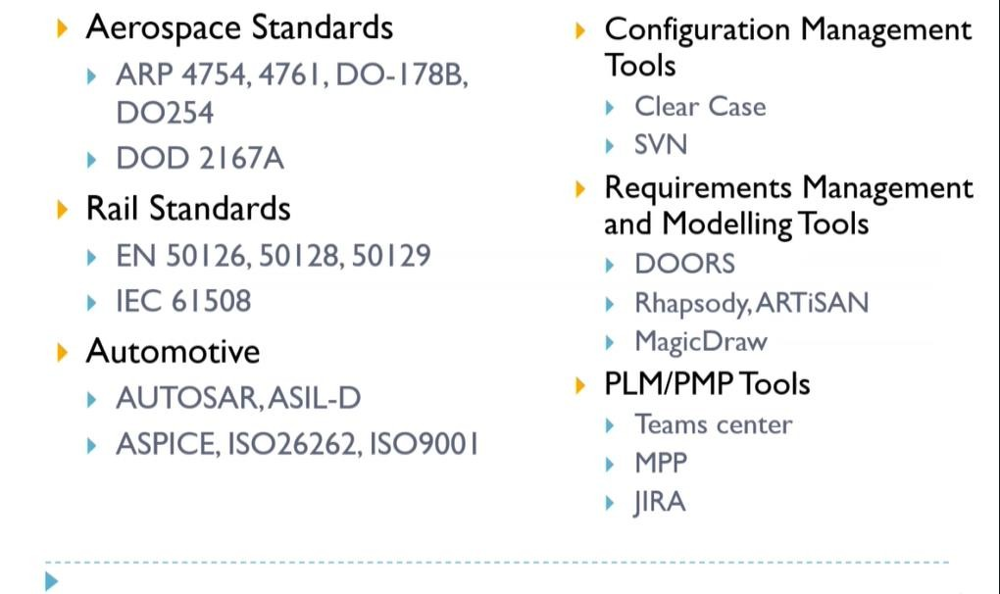 Aerospace Standards
ARP 4754, 4761, DO-178B,
DO254
DOD 2167A
Rail Standards
EN 50126, 50128, 50129
IEC 61508
Automotive
AUTOSAR, ASIL-D
ASPICE, ISO26262, ISO9001
Configuration Management
Tools
Clear Case
SVN
Requirements Management
and Modelling Tools
DOORS
Rhapsody, ARTiSAN
MagicDraw
PLM/PMP Tools
Teams center
MPP
JIRA